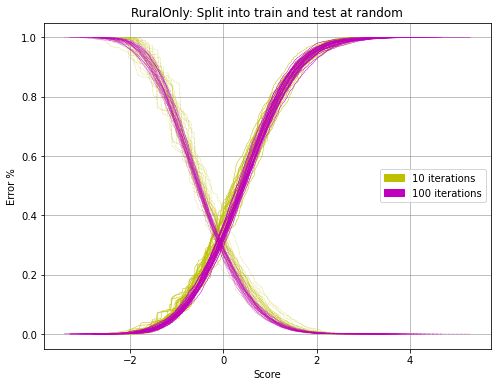 RuralOnly: Split into train and test at random
Error %
1.0
0.8
0.6
0.4
0.2
0.0
10 iterations
100 iterations
−2
0
2
4
Score